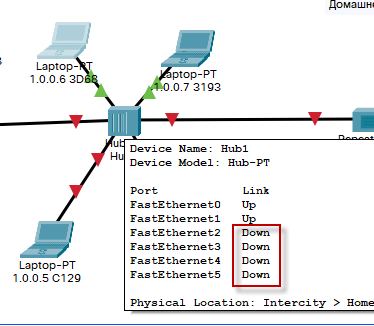 Домашне
Laptop-PT
1.0.0.6 3D68
Laptop-PT
1.0.0.7 3193
Hub
Hu
Repeat
Device Name: Hub1
Device Model: Hub-PT
Port Link
FastEthernet0 Up
FastEthernet1 Up
FastEthernet2 Down
FastEthernet3 Down
FastEthernet4 Down
FastEthernet5 Down
Laptop-PT
1.0.0.5 C129
Physical Location: Intercity > Home